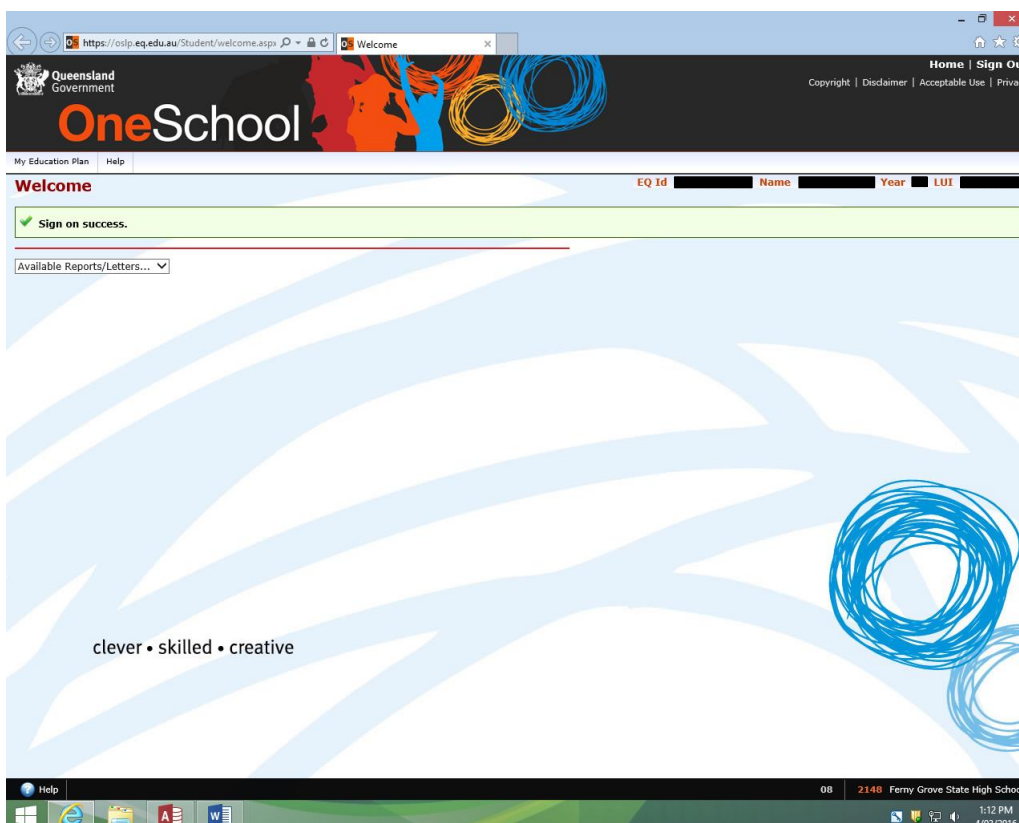 https://oslp.eq.edu.au/Student/welcome.aspx
Welcome
Home | Sign Ou
Queensland
Government
Copyright | Disclaimer | Acceptable Use | Priva
OneSchool
My Education Plan
Help
Welcome
EQ Id
Name
Year
LUI
Sign on success.
Available Reports/Letters...
clever • skilled • creative
Help
08
2148 Ferny Grove State High Schoo
1:12 PM